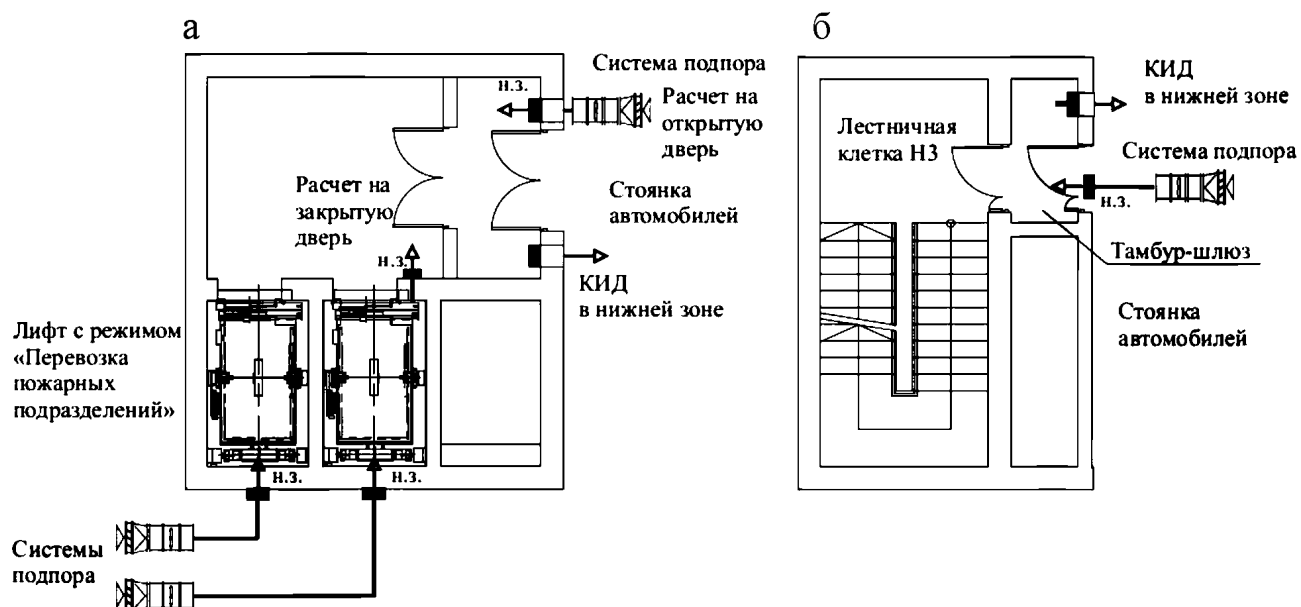 а
н.з.
Система подпора
Расчет на
открытую
дверь
Расчет на
закрытую
дверь
Стоянка
автомобилей
н.з.
КИД
в нижней зоне
Лифт с режимом
«Перевозка
пожарных
подразделений»
н.з.
н.з.
Системы
подпора
б
КИД
в нижней зоне
Лестничная
клетка Н3
Система подпора
н.з.
Тамбур-шлюз
Стоянка
автомобилей